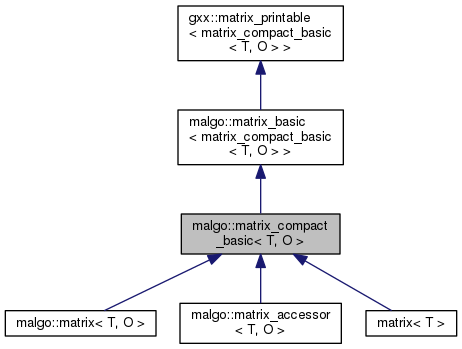 gxx::matrix_printable
< matrix_compact_basic
< T, O > >
malgo::matrix_basic
< matrix_compact_basic
< T, O > >
malgo::matrix_compact
_basic< T, O >
malgo::matrix< T, O >
malgo::matrix_accessor
< T, O >
matrix< T >